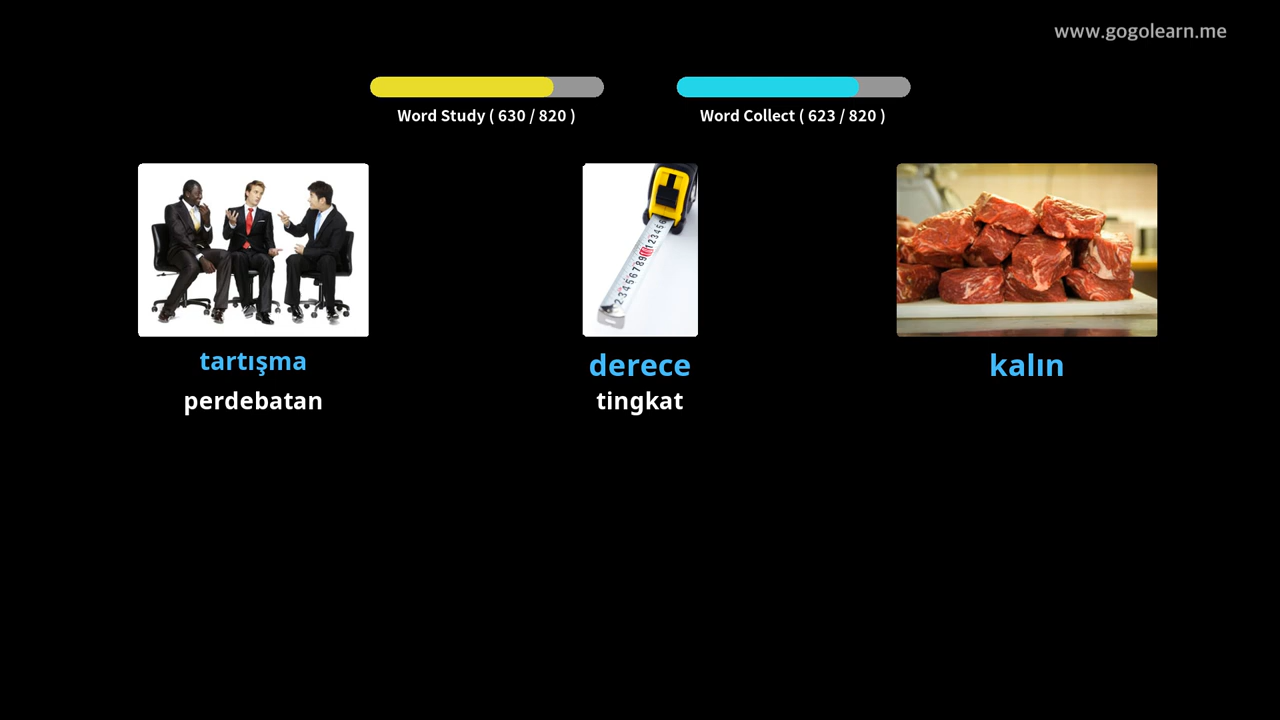 www.gogolearn.me
Word Study ( 630 / 820 )
Word Collect ( 623 / 820 )
tartışma
perdebatan
derece
tingkat
kalın